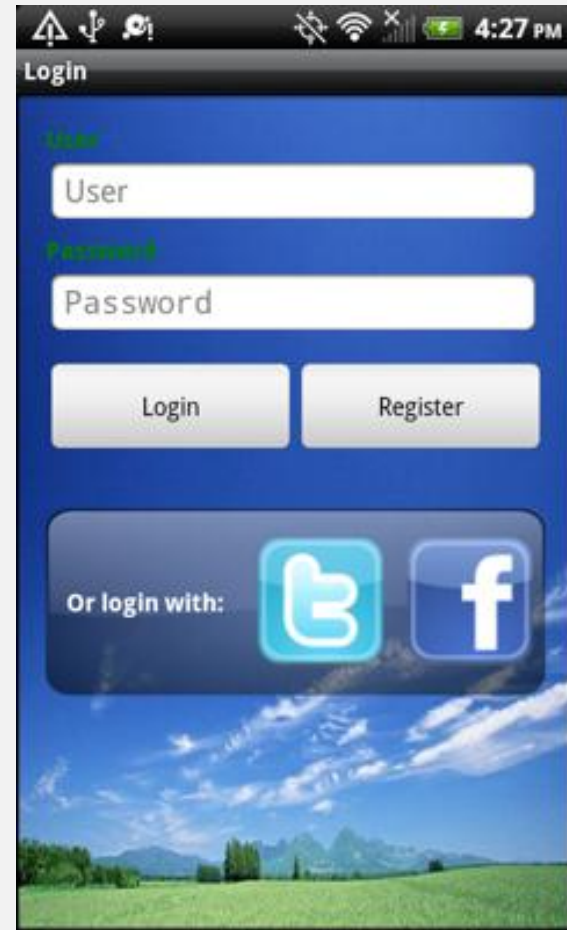 4:27 PM
Login
User
User
Password
Password
Login Register
Or login with: t f